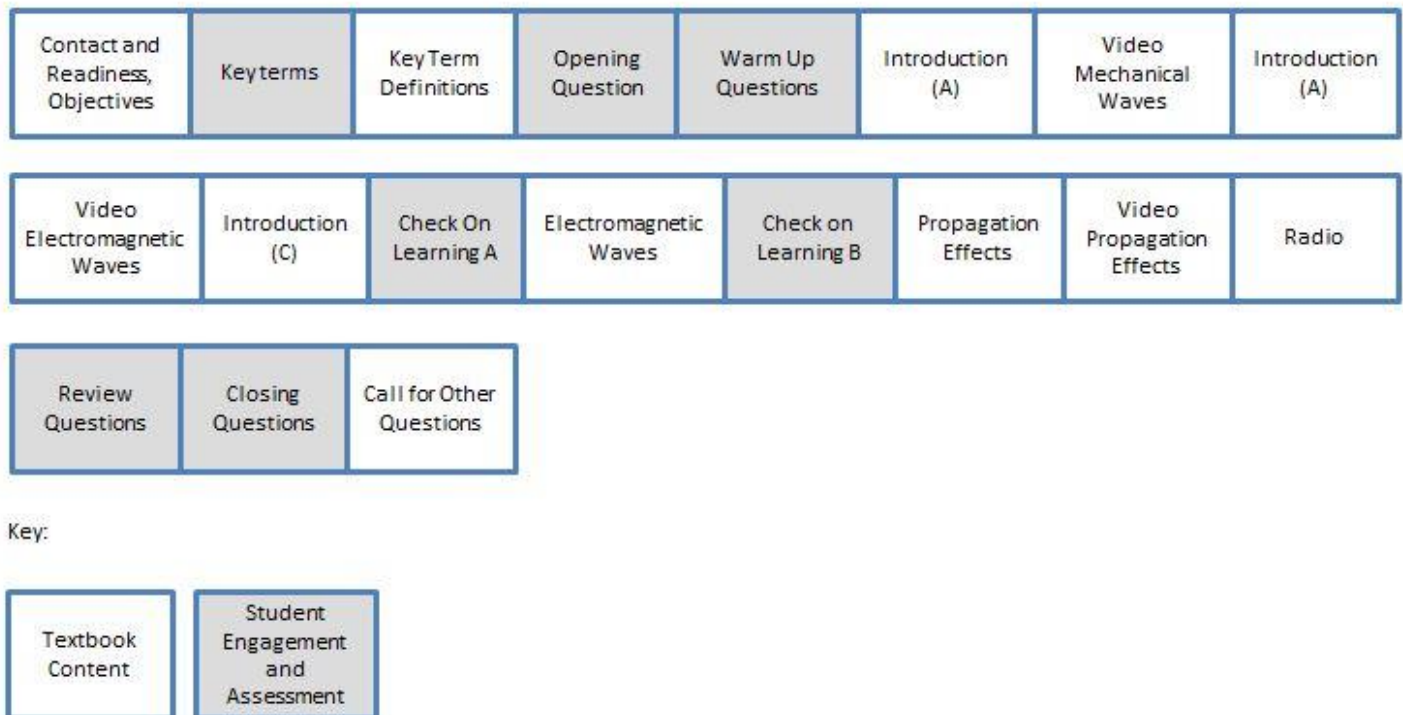 Contact and
Readiness,
Objectives
Key terms
Key Term
Definitions
Opening
Question
Warm Up
Questions
Introduction
(A)
Video
Mechanical
Waves
Introduction
(A)
Video
Electromagnetic
Waves
Introduction
(C)
Check On
Learning A
Electromagnetic
Waves
Check on
Learning B
Propagation
Effects
Video
Propagation
Effects
Radio
Review
Questions
Closing
Questions
Call for Other
Questions
Key:
Textbook
Content
Student
Engagement
and
Assessment